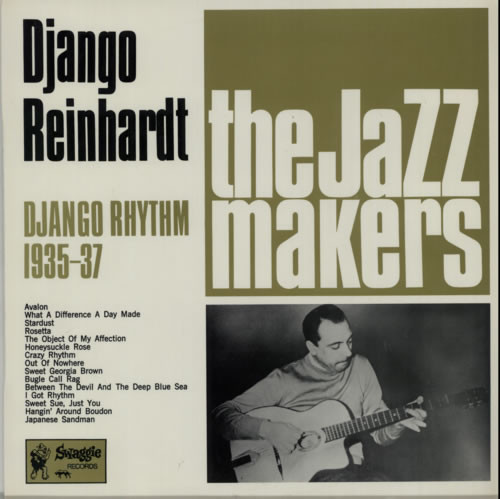 Django
Reinhardt
the JaZZ
makers
DJANGO RHYTHM
1935-37
Avalon
What A Difference A Day Made
Stardust
Rosetta
The Object Of My Affection
Honeysuckle Rose
Crazy Rhythm
Out Of Nowhere
Sweet Georgia Brown
Bugle Call Rag
Between The Devil And The Deep Blue Sea
I Got Rhythm
Sweet Sue, Just You
Hangin' Around Boudon
Japanese Sandman
Swaggie
RECORDS